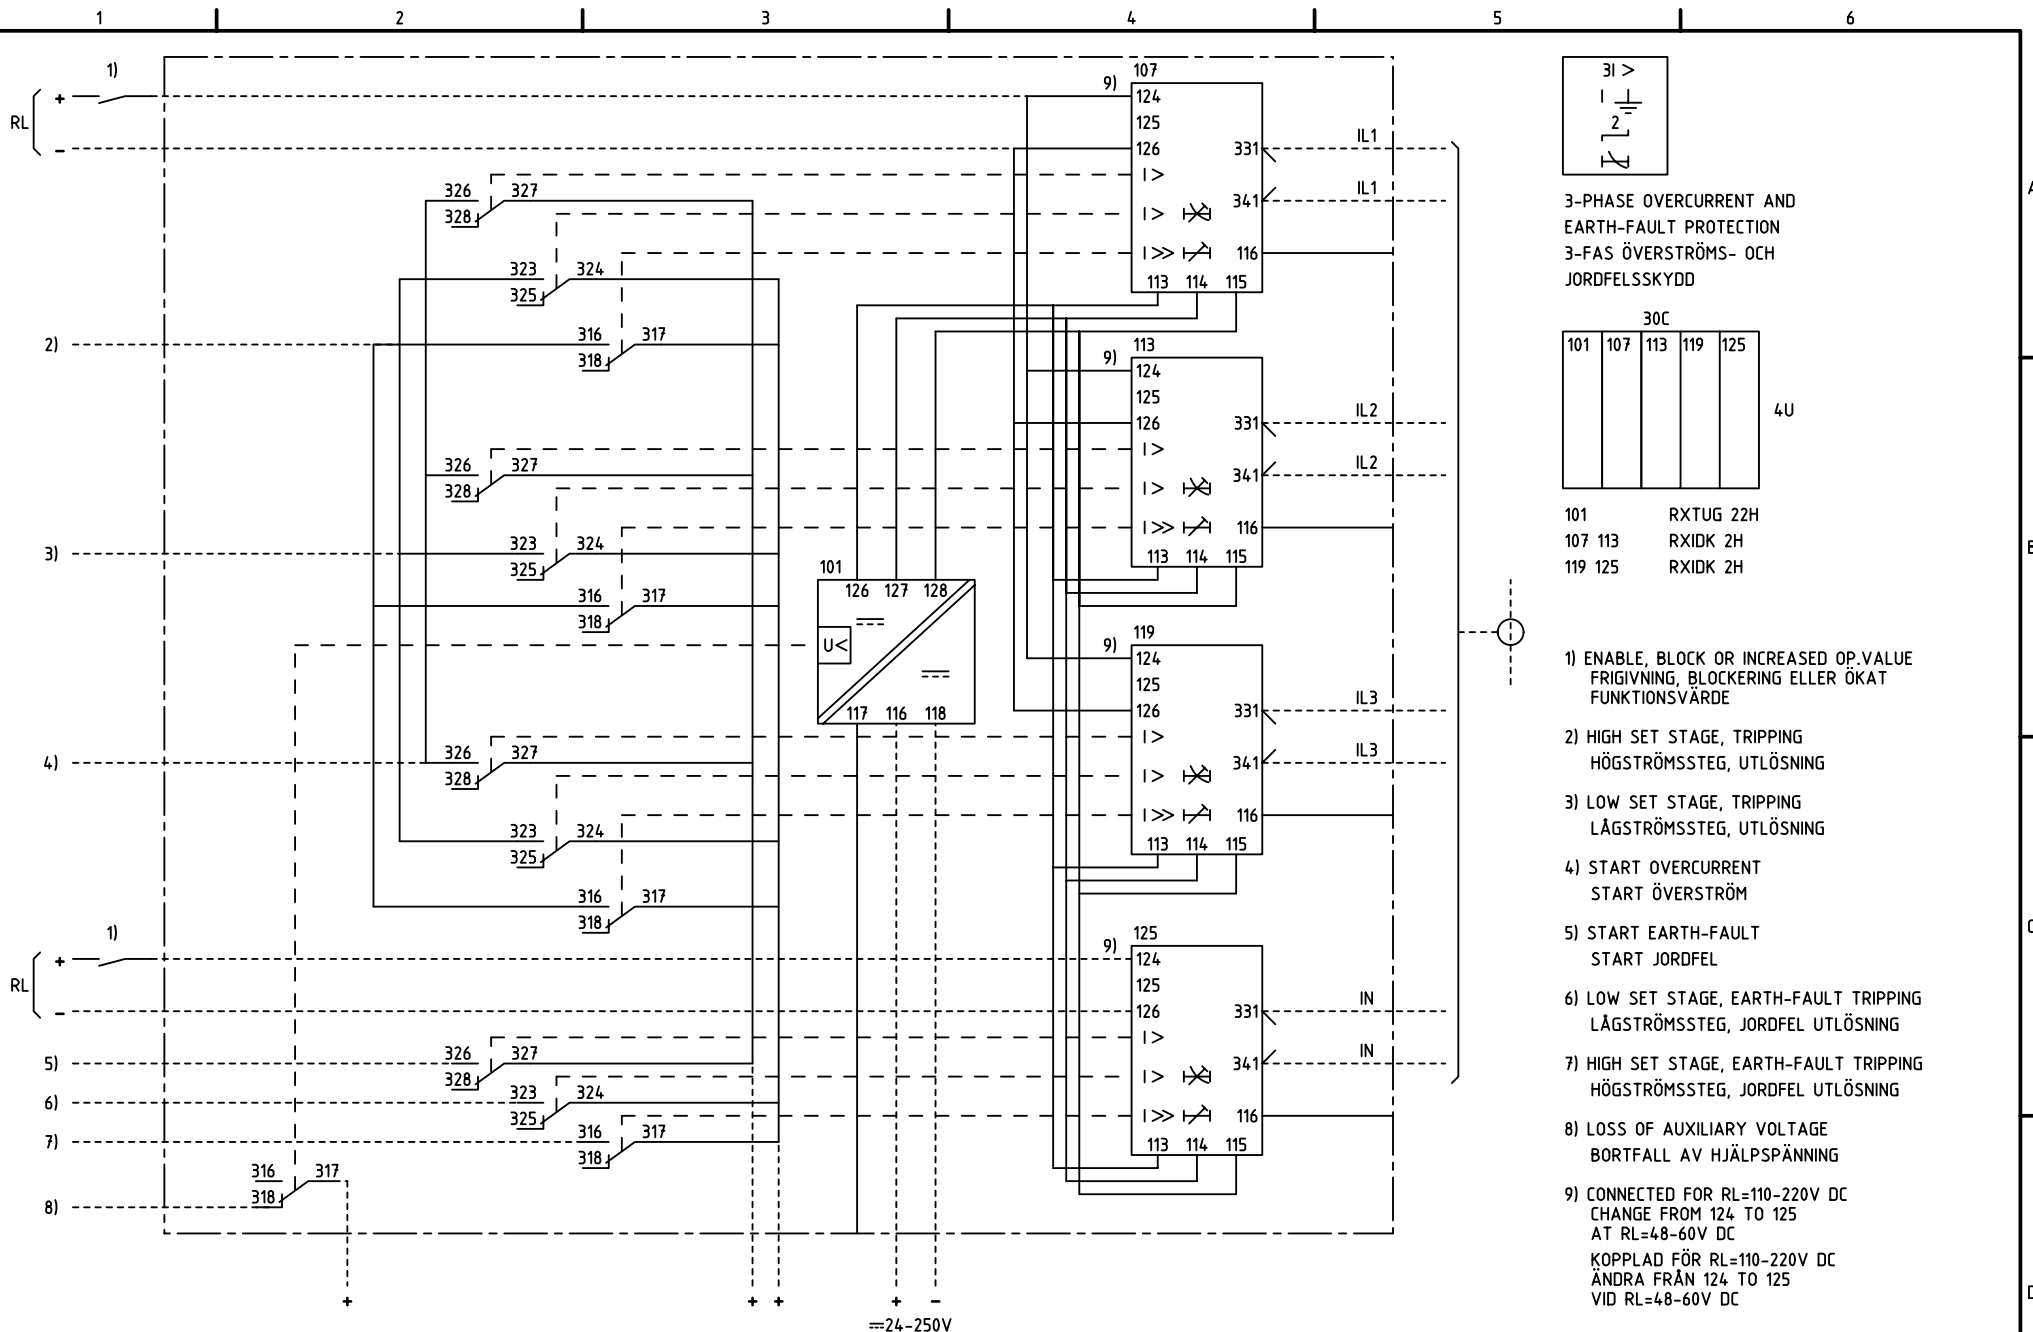 1 2 3 4 5 6
1)
RL
+
-
9)
107
124
125
126
331
IL1
I>
341
IL1
I>
I>>
116
113 114 115
326 327
328
323 324
325
2)
316 317
318
9)
113
124
125
126
331
IL2
I>
341
IL2
I>
I>>
116
113 114 115
326 327
328
3)
323 324
325
316 317
318
101
126 127 128
U<
117 116 118
9)
119
124
125
126
331
IL3
I>
341
IL3
I>
I>>
116
113 114 115
4)
326 327
328
323 324
325
316 317
318
1)
RL
+
-
9)
125
124
125
126
331
IN
I>
341
IN
I>
I>>
116
113 114 115
5)
326 327
328
6)
323 324
325
7)
316 317
318
316 317
8)
318
+ + + + -
24-250V
3I >
2
3-PHASE OVERCURRENT AND
EARTH-FAULT PROTECTION
3-FAS ÖVERSTRÖMS- OCH
JORDFELSSKYDD
30C
101 107 113 119 125
4U
101 RXTUG 22H
107 113 RXIDK 2H
119 125 RXIDK 2H
1) ENABLE, BLOCK OR INCREASED OP.VALUE
FRIGIVNING, BLOCKERING ELLER ÖKAT
FUNKTIONSVÄRDE
2) HIGH SET STAGE, TRIPPING
HÖGSTRÖMSSTEG, UTLÖSNING
3) LOW SET STAGE, TRIPPING
LÅGSTRÖMSSTEG, UTLÖSNING
4) START OVERCURRENT
START ÖVERSTRÖM
5) START EARTH-FAULT
START JORDFEL
6) LOW SET STAGE, EARTH-FAULT TRIPPING
LÅGSTRÖMSSTEG, JORDFEL UTLÖSNING
7) HIGH SET STAGE, EARTH-FAULT TRIPPING
HÖGSTRÖMSSTEG, JORDFEL UTLÖSNING
8) LOSS OF AUXILIARY VOLTAGE
BORTFALL AV HJÄLPSPÄNNING
9) CONNECTED FOR RL=110-220V DC
CHANGE FROM 124 TO 125
AT RL=48-60V DC
KOPPLAD FÖR RL=110-220V DC
ÄNDRA FRÅN 124 TO 125
VID RL=48-60V DC